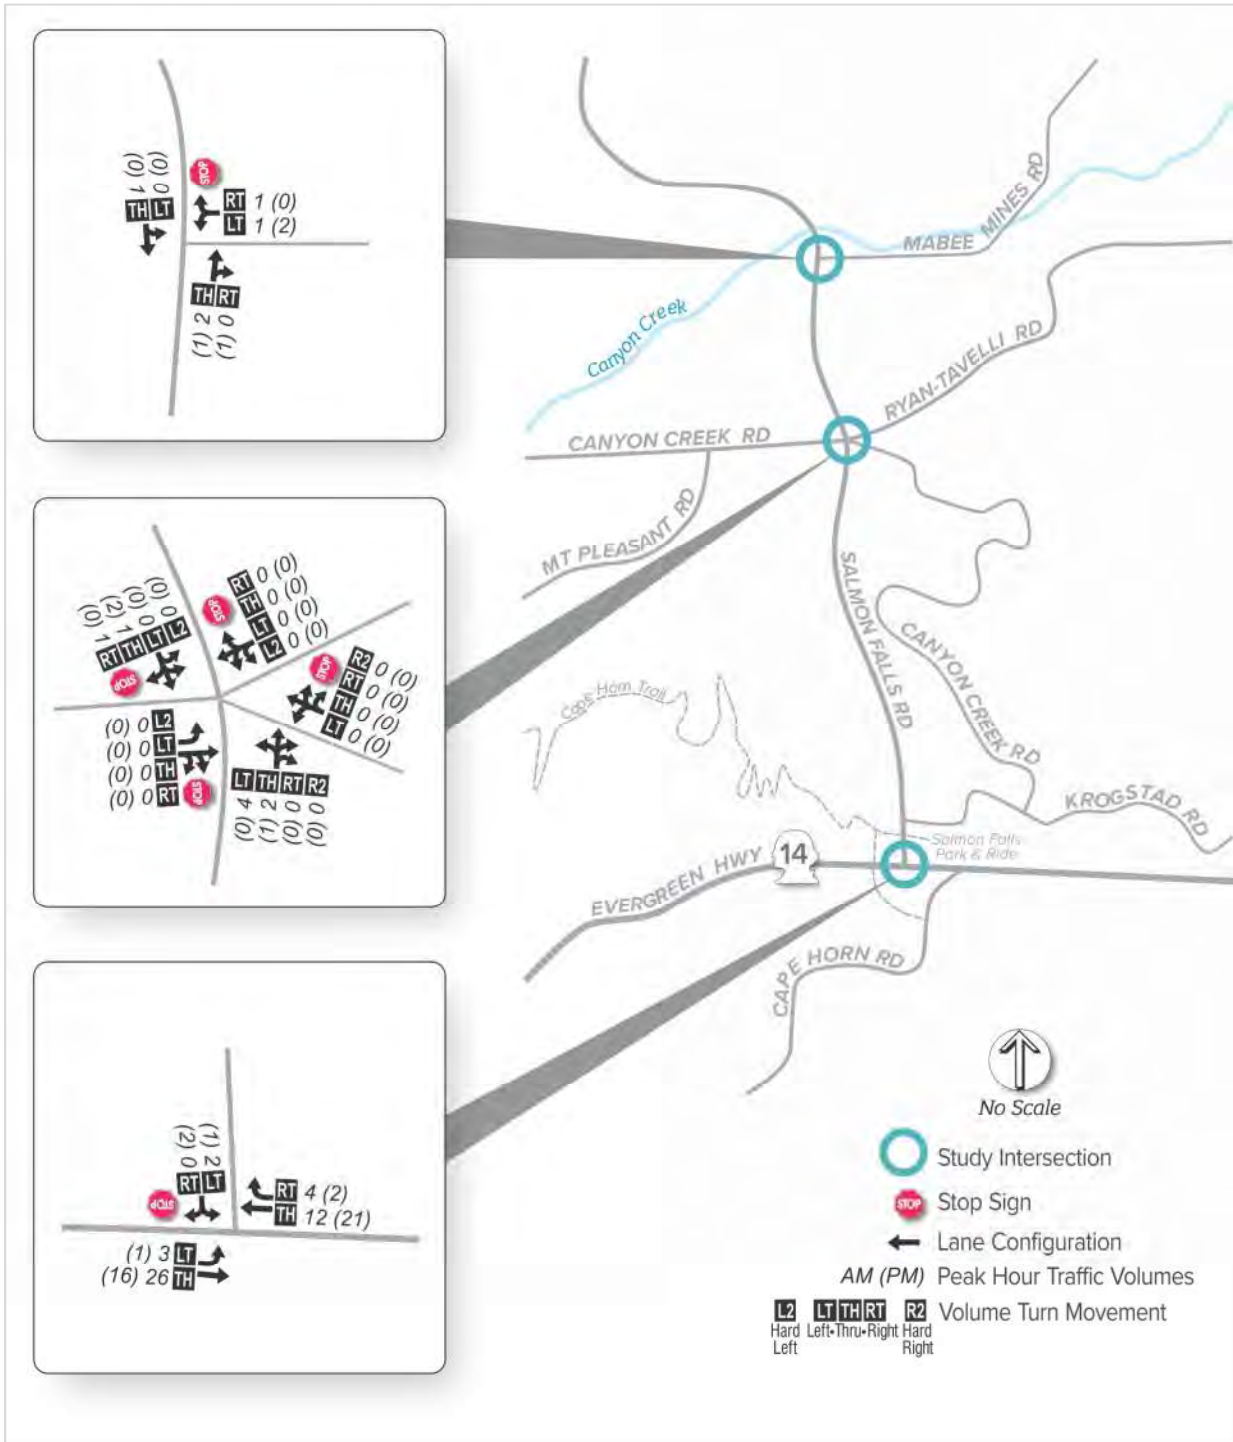 STOP
RT 1 (0)
LT 1 (2)
(0) 0
(0) 1
TH LT
TH RT
(1) 2
(1) 0
STOP
RT 0 (0)
TH 0 (0)
LT 0 (0)
L2 0 (0)
(0) 0
(0) 0
(2) 1
(0) 1
RT TH LT L2
STOP
STOP
R2 0 (0)
RT 0 (0)
TH 0 (0)
LT 0 (0)
(0) 0 L2
(0) 0 LT
(0) 0 TH
(0) 0 RT
STOP
LT TH RT R2
(0) 4
(1) 2
(0) 0
(0) 0
(1) 2
(2) 0
RT LT
STOP
RT 4 (2)
TH 12 (21)
(1) 3 LT
(16) 26 TH
MABEE MINES RD
Canyon Creek
RYAN-TAVELLI RD
CANYON CREEK RD
MT PLEASANT RD
SALMON FALLS RD
CANYON CREEK RD
Cape Horn Trail
KROGSTAD RD
Salmon Falls
Park & Ride
EVERGREEN HWY
14
CAPE HORN RD
No Scale
Study Intersection
STOP Stop Sign
Lane Configuration
AM (PM) Peak Hour Traffic Volumes
L2 LT TH RT R2 Volume Turn Movement
Hard Left•Thru•Right Hard
Left Right